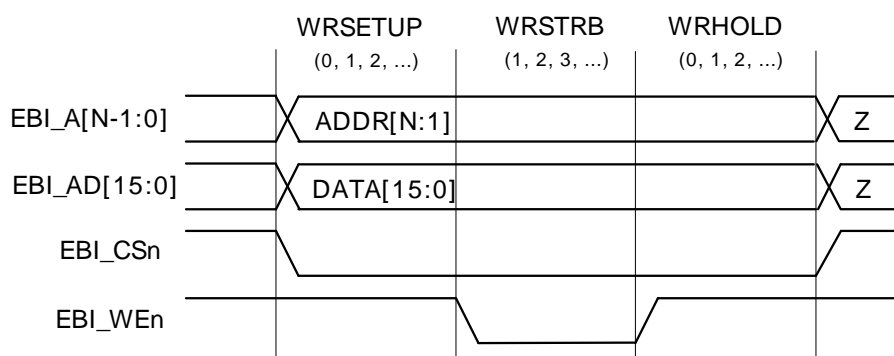 WRSETUP WRSTRB WRHOLD
(0, 1, 2, ...) (1, 2, 3, ...) (0, 1, 2, ...)
EBI_A[N-1:0] ADDR[N:1] Z
EBI_AD[15:0] DATA[15:0] Z
EBI_CSn
EBI_WEn